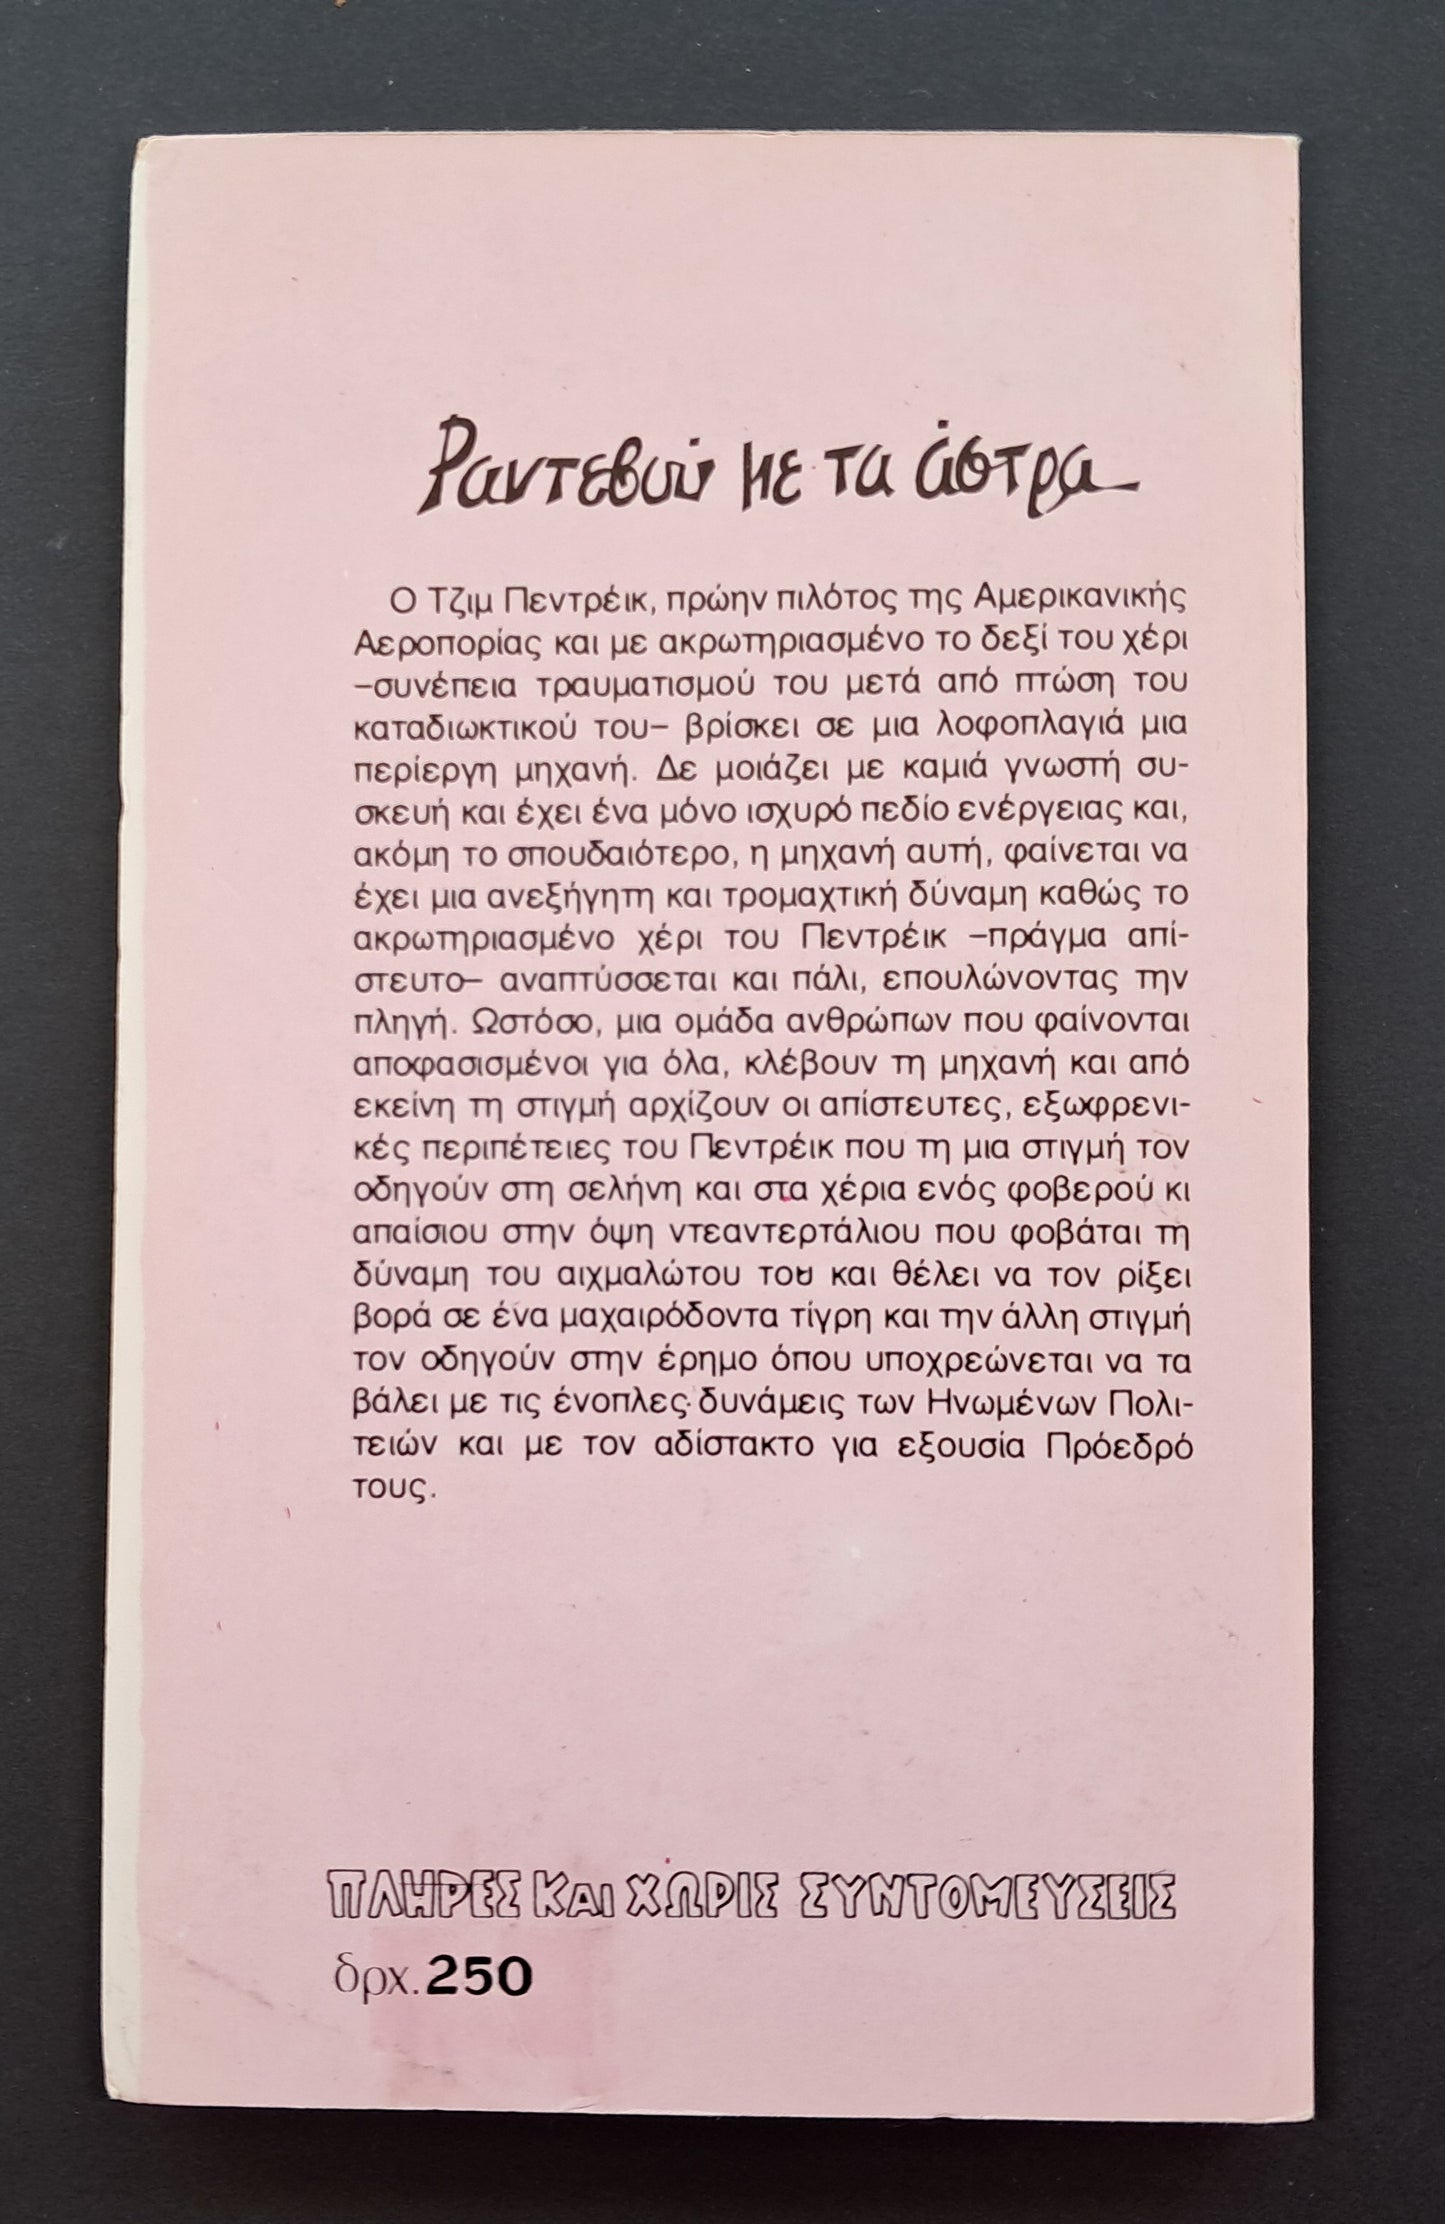 Ραντεβού με τα άστρα
Ο Τζιμ Πεντρέικ, πρώην πιλότος της Αμερικανικής
Αεροπορίας και με ακρωτηριασμένο το δεξί του χέρι
–συνέπεια τραυματισμού του μετά από πτώση του
καταδιωκτικού του– βρίσκει σε μια λοφοπλαγιά μια
περίεργη μηχανή. Δε μοιάζει με καμιά γνωστή συ-
σκευή και έχει ένα μόνο ισχυρό πεδίο ενέργειας και,
ακόμη το σπουδαιότερο, η μηχανή αυτή, φαίνεται να
έχει μια ανεξήγητη και τρομαχτική δύναμη καθώς το
ακρωτηριασμένο χέρι του Πεντρέικ –πράγμα απί-
στευτο– αναπτύσσεται και πάλι, επουλώνοντας την
πληγή. Ωστόσο, μια ομάδα ανθρώπων που φαίνονται
αποφασισμένοι για όλα, κλέβουν τη μηχανή και από
εκείνη τη στιγμή αρχίζουν οι απίστευτες, εξωφρενι-
κές περιπέτειες του Πεντρέικ που τη μια στιγμή τον
οδηγούν στη σελήνη και στα χέρια ενός φοβερού κι
απαίσιου στην όψη ντεαντερτάλιου που φοβάται τη
δύναμη του αιχμαλώτου του και θέλει να τον ρίξει
βορά σε ένα μαχαιρόδοντα τίγρη και την άλλη στιγμή
τον οδηγούν στην έρημο όπου υποχρεώνεται να τα
βάλει με τις ένοπλες δυνάμεις των Ηνωμένων Πολι-
τειών και με τον αδίστακτο για εξουσία Πρόεδρό
τους.
ΠΛΗΡΕΣ ΚΑΙ ΧΩΡΙΣ ΣΥΝΤΟΜΕΥΣΕΙΣ
δρχ. 250